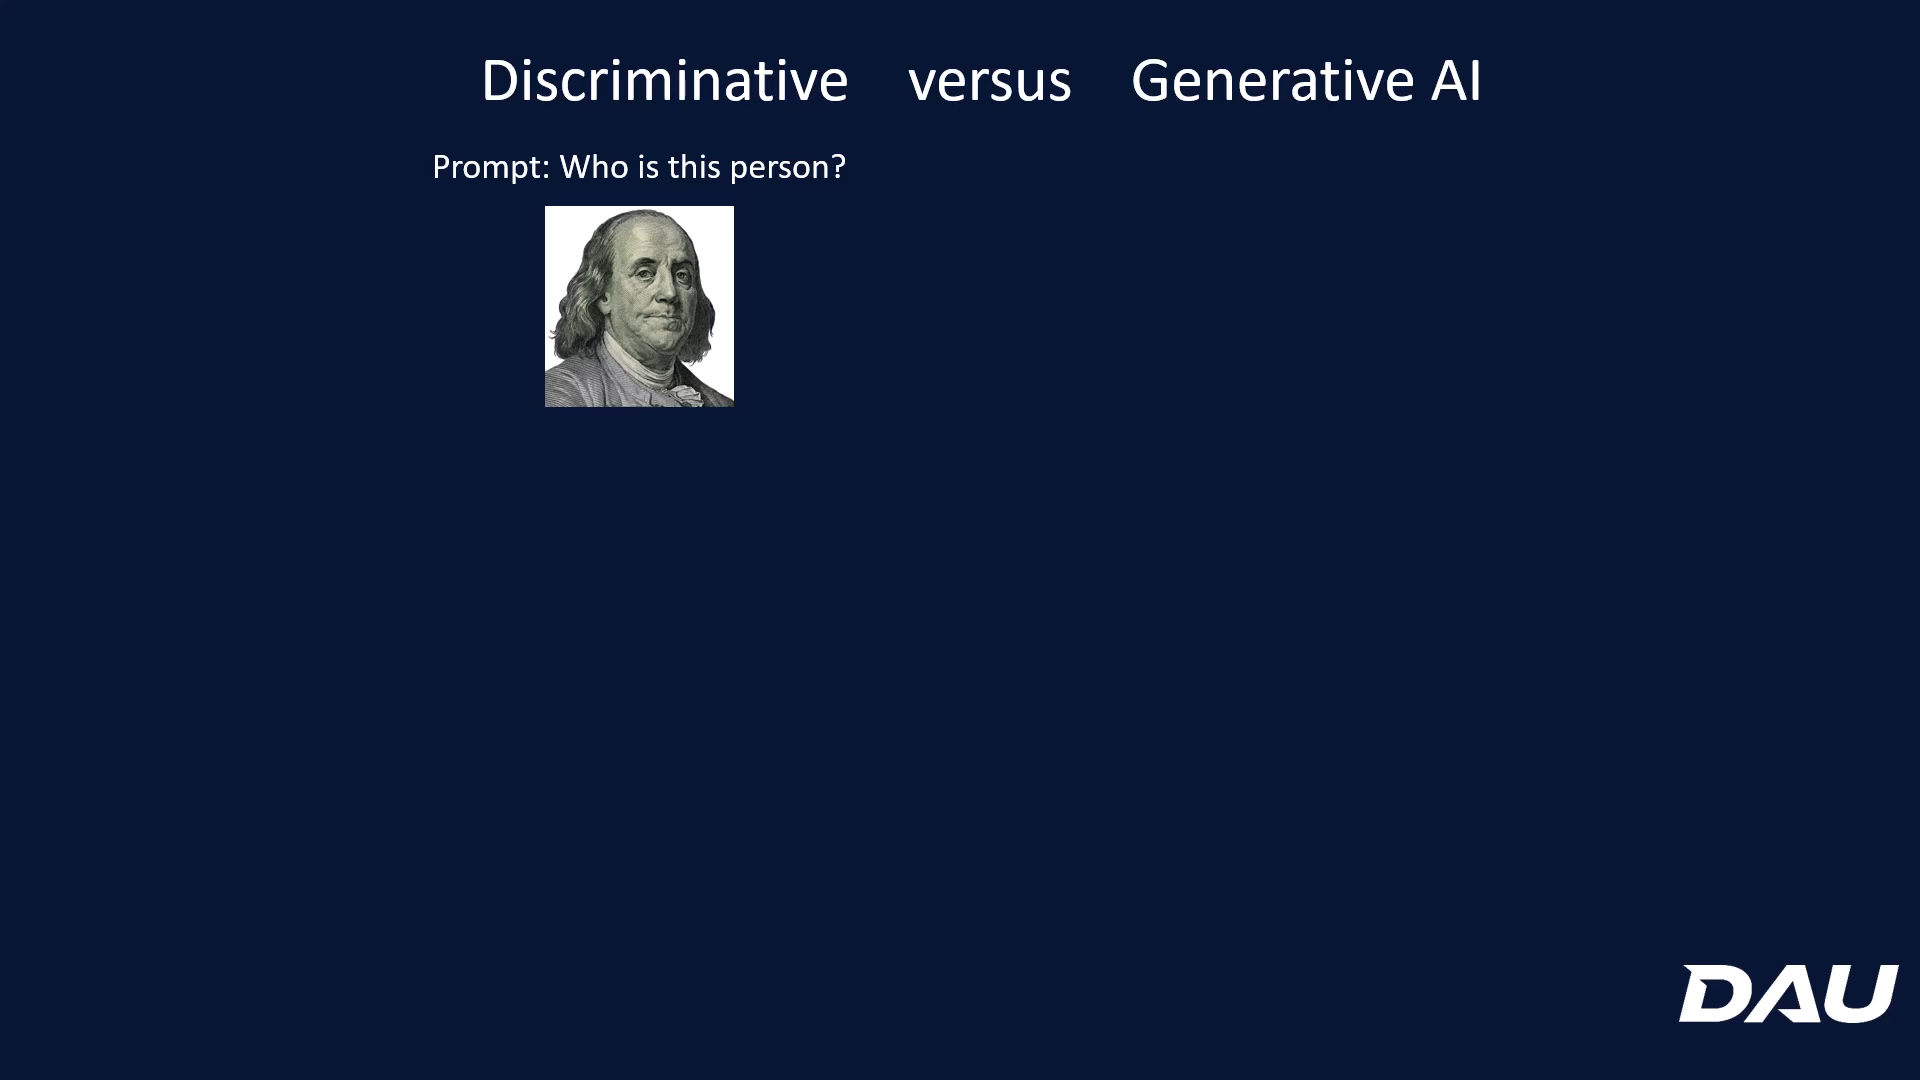 Discriminative versus Generative AI
Prompt: Who is this person?
DAU